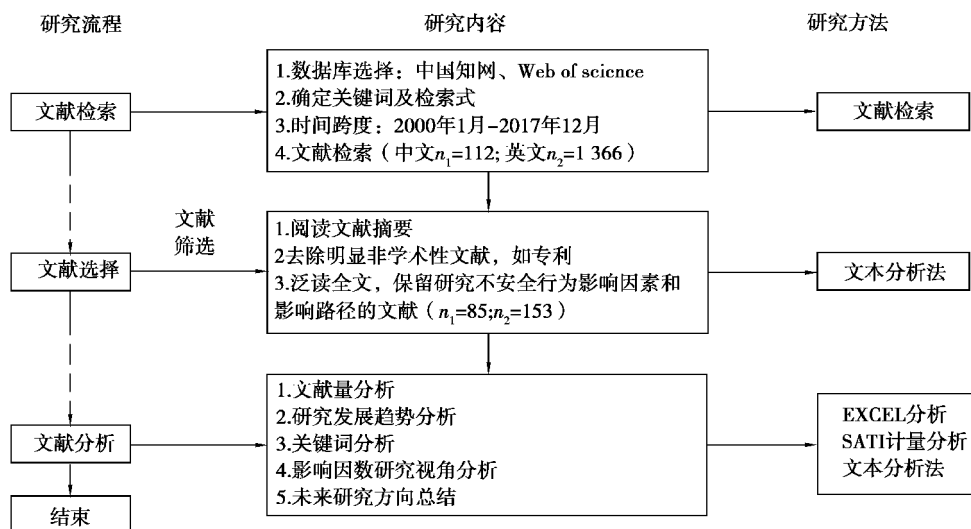 研究流程
研究内容
研究方法
文献检索
1.数据库选择：中国知网、Web of science
2.确定关键词及检索式
3.时间跨度：2000年1月-2017年12月
4.文献检索（中文n1=112; 英文n2=1 366）
文献检索
文献
筛选
文献选择
1.阅读文献摘要
2去除明显非学术性文献，如专利
3.泛读全文，保留研究不安全行为影响因素和
影响路径的文献（n1=85;n2=153）
文本分析法
文献分析
1.文献量分析
2.研究发展趋势分析
3.关键词分析
4.影响因数研究视角分析
5.未来研究方向总结
EXCEL分析
SATI计量分析
文本分析法
结束